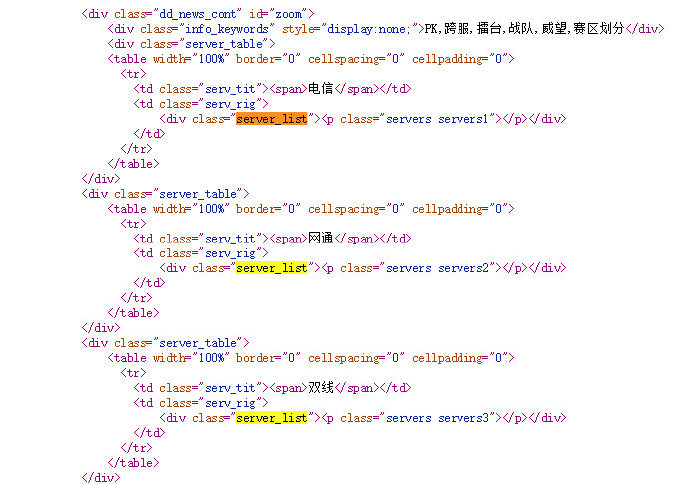 <div class="dd_news_cont" id="zoom">
<div class="info_keywords" style="display:none;">PK,跨服,擂台,战队,威望,赛区划分</div>
<div class="server_table">
<table width="100%" border="0" cellspacing="0" cellpadding="0">
<tr>
<td class="serv_tit"><span>电信</span></td>
<td class="serv_rig">
<div class="server_list"><p class="servers servers1"></p></div>
</td>
</tr>
</table>
</div>
<div class="server_table">
<table width="100%" border="0" cellspacing="0" cellpadding="0">
<tr>
<td class="serv_tit"><span>网通</span></td>
<td class="serv_rig">
<div class="server_list"><p class="servers servers2"></p></div>
</td>
</tr>
</table>
</div>
<div class="server_table">
<table width="100%" border="0" cellspacing="0" cellpadding="0">
<tr>
<td class="serv_tit"><span>双线</span></td>
<td class="serv_rig">
<div class="server_list"><p class="servers servers3"></p></div>
</td>
</tr>
</table>
</div>